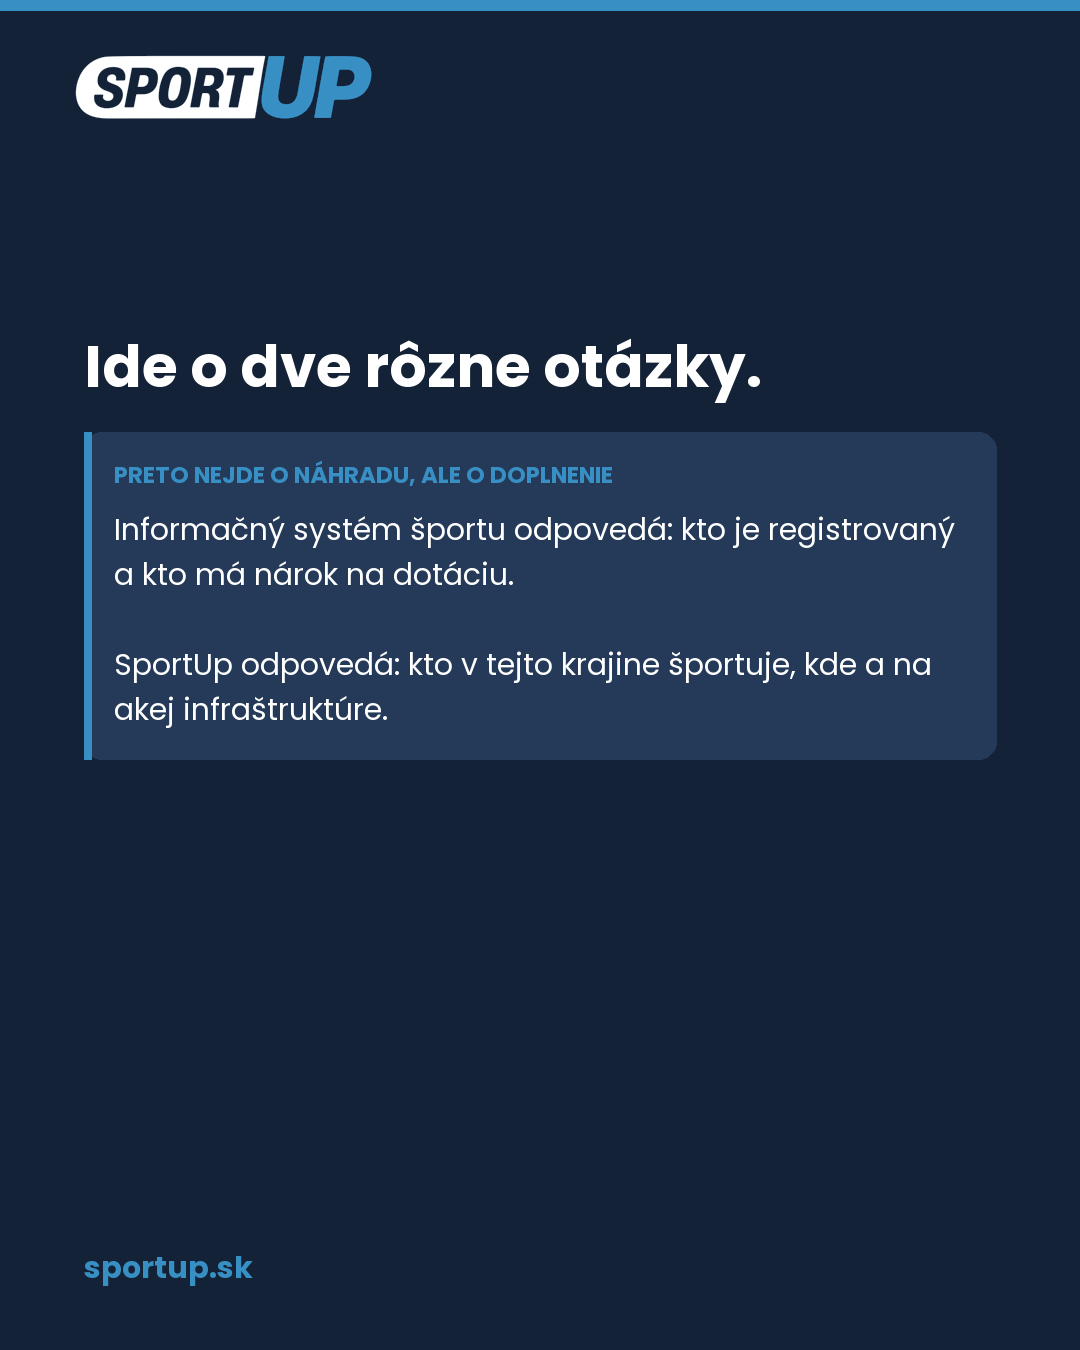 SPORTUP
Ide o dve rôzne otázky.
PRETO NEJDE O NÁHRADU, ALE O DOPLNENIE
Informačný systém športu odpovedá: kto je registrovaný
a kto má nárok na dotáciu.
SportUp odpovedá: kto v tejto krajine športuje, kde a na
akej infraštruktúre.
sportup.sk